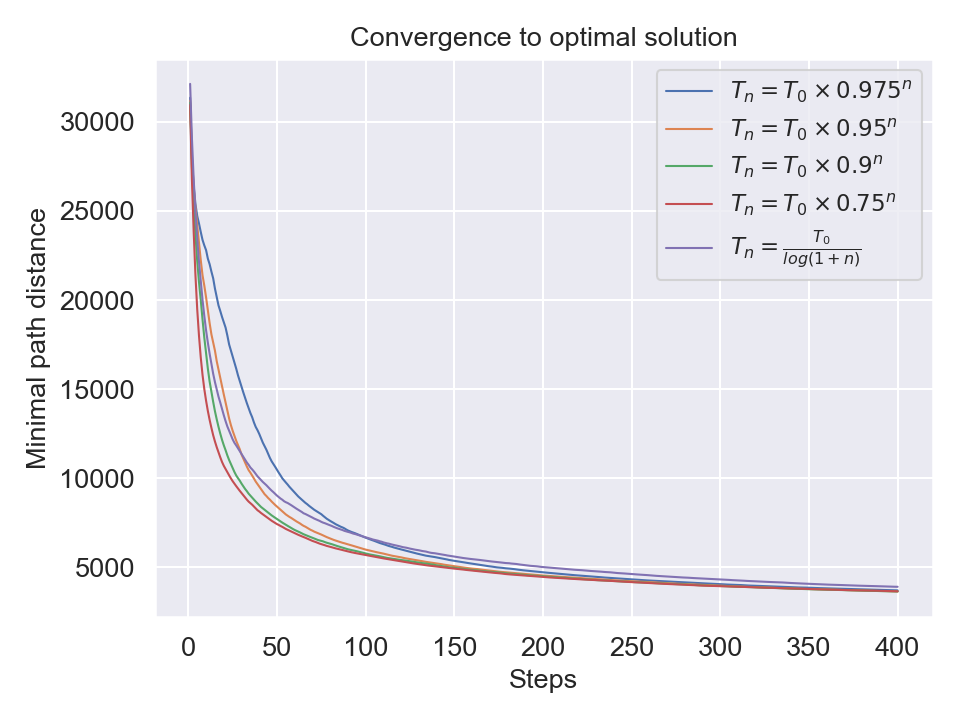 Convergence to optimal solution
Minimal path distance
30000
25000
20000
15000
10000
5000
T_n = T_0 × 0.975^n
T_n = T_0 × 0.95^n
T_n = T_0 × 0.9^n
T_n = T_0 × 0.75^n
T_n = T_0 / log(1 + n)
0 50 100 150 200 250 300 350 400
Steps